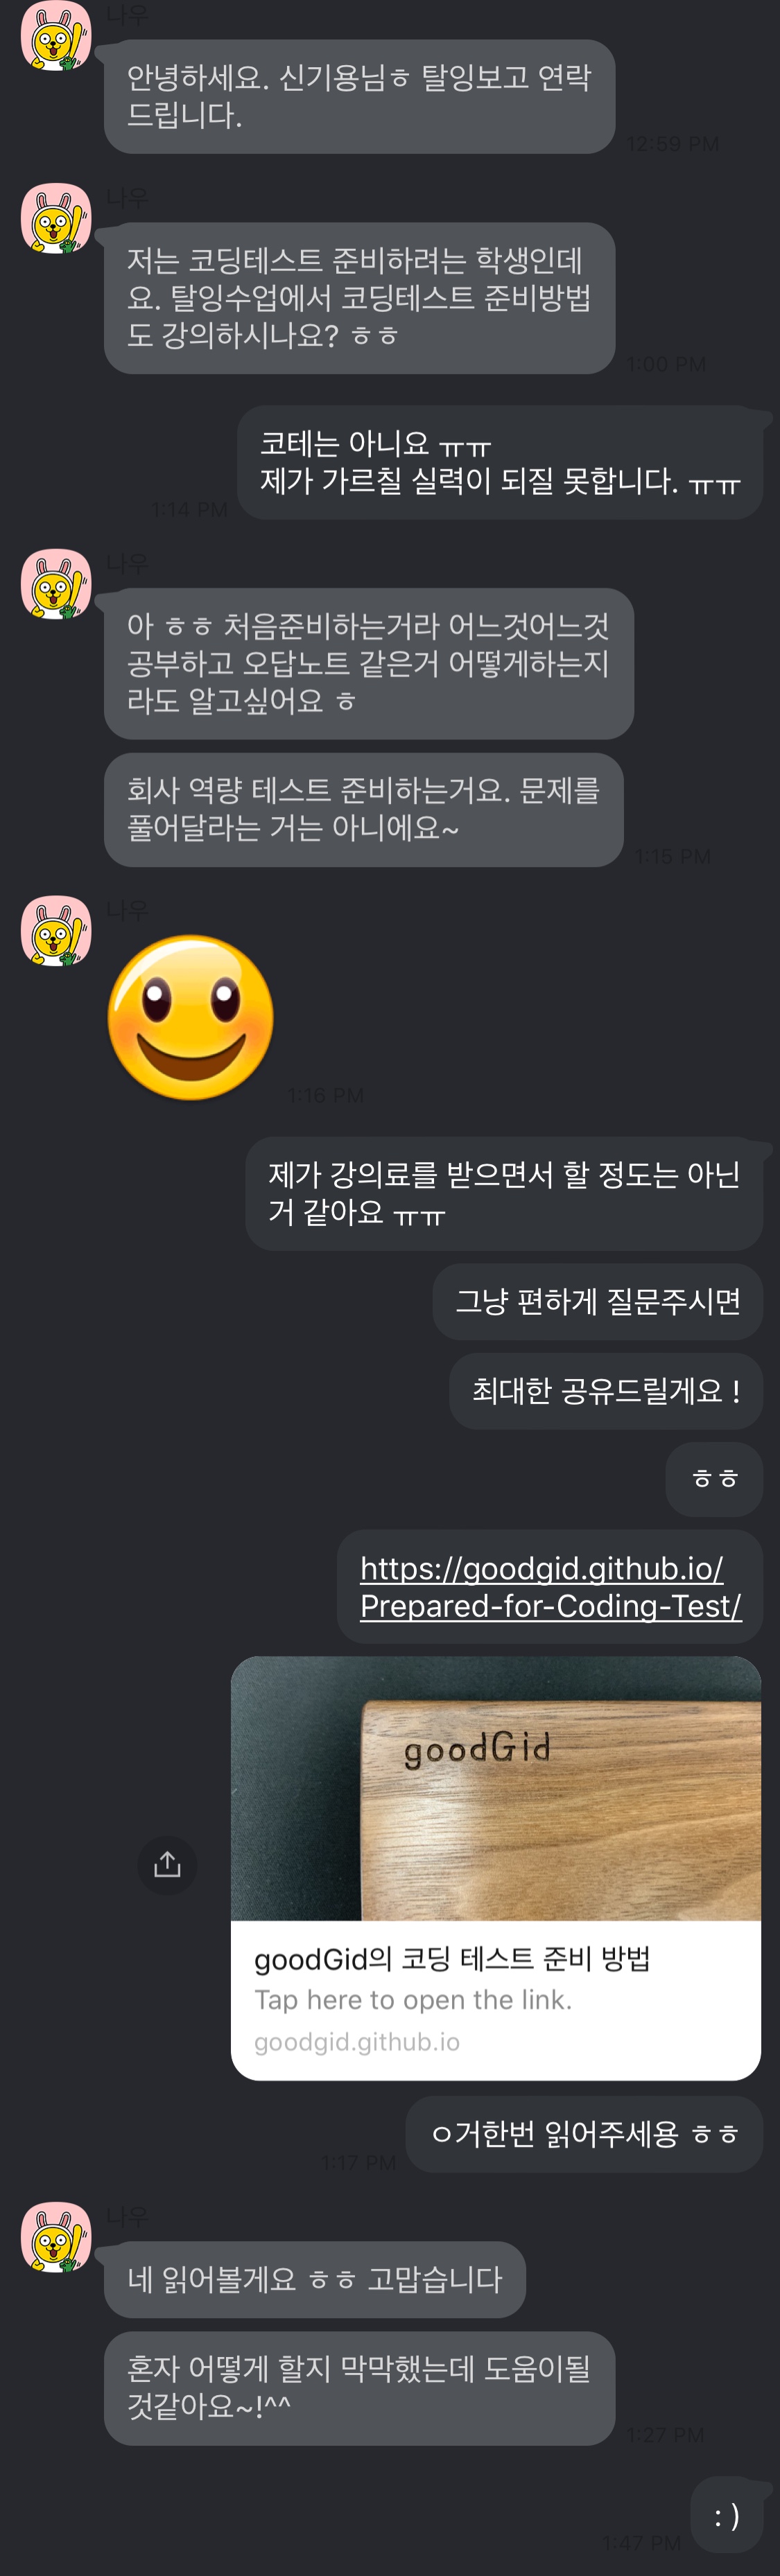 나우
안녕하세요. 신기용님ㅎ 탈잉보고 연락
드립니다.
12:59 PM
나우
저는 코딩테스트 준비하려는 학생인데
요. 탈잉수업에서 코딩테스트 준비방법
도 강의하시나요? ㅎㅎ
1:00 PM
코테는 아니요 ㅠㅠ
제가 가르칠 실력이 되질 못합니다. ㅠㅠ
1:14 PM
나우
아 ㅎㅎ 처음준비하는거라 어느것어느것
공부하고 오답노트 같은거 어떻게하는지
라도 알고싶어요 ㅎ
회사 역량 테스트 준비하는거요. 문제를
풀어달라는 거는 아니에요~
1:15 PM
나우
1:16 PM
제가 강의료를 받으면서 할 정도는 아닌
거 같아요 ㅠㅠ
그냥 편하게 질문주시면
최대한 공유드릴게요 !
ㅎㅎ
https://goodgid.github.io/
Prepared-for-Coding-Test/
goodGid
goodGid의 코딩 테스트 준비 방법
Tap here to open the link.
goodgid.github.io
ㅇ거한번 읽어주세용 ㅎㅎ
1:17 PM
나우
네 읽어볼게요 ㅎㅎ 고맙습니다
혼자 어떻게 할지 막막했는데 도움이될
것같아요~!^^
1:27 PM
: )
1:47 PM